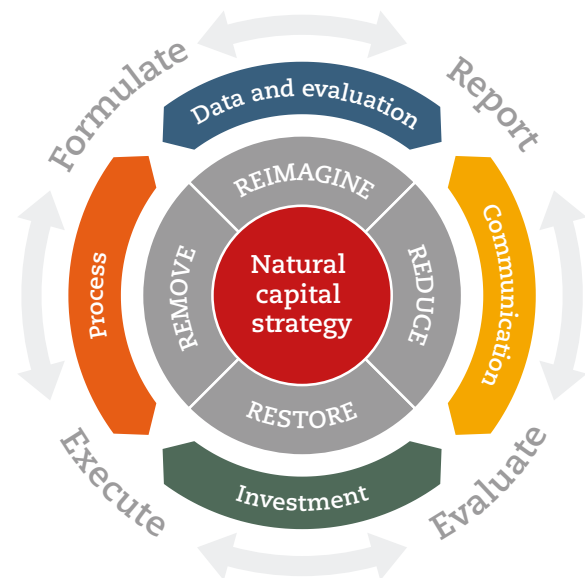 Formulate
Report
Data and evaluation
REIMAGINE
Process
REMOVE
Natural
capital
strategy
REDUCE
Communication
RESTORE
Investment
Execute
Evaluate